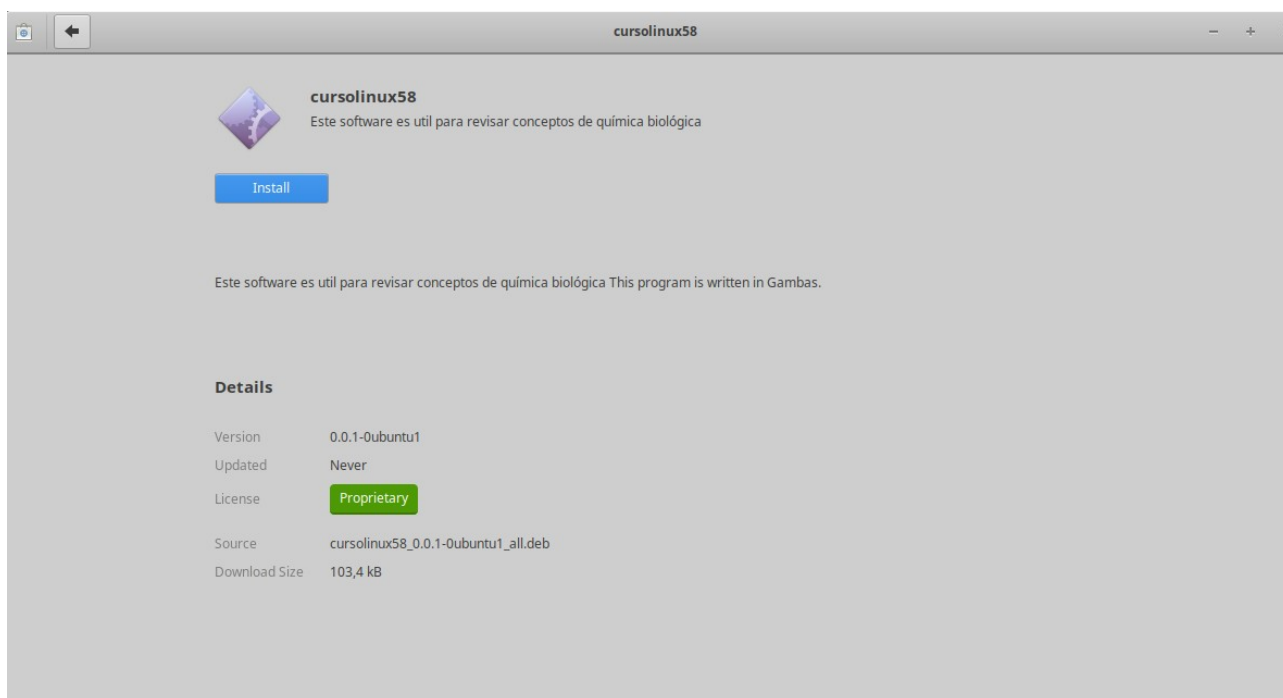 cursolinux58
cursolinux58
Este software es util para revisar conceptos de química biológica
Install
Este software es util para revisar conceptos de química biológica This program is written in Gambas.
Details
Version 0.0.1-0ubuntu1
Updated Never
License Proprietary
Source cursolinux58_0.0.1-0ubuntu1_all.deb
Download Size 103,4 kB